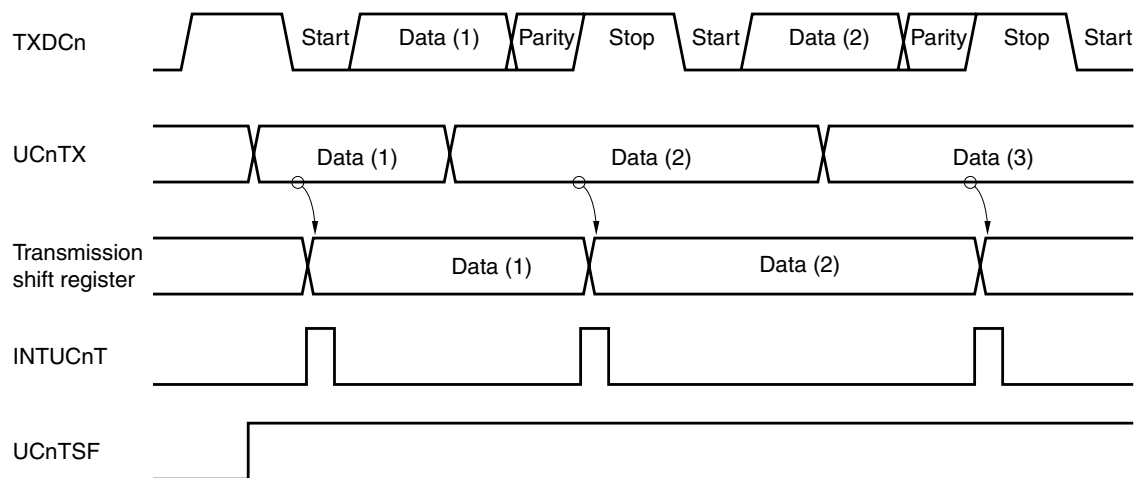 TXDCn Start Data (1) Parity Stop Start Data (2) Parity Stop Start
UCnTX Data (1) Data (2) Data (3)
Transmission
shift register Data (1) Data (2)
INTUCnT
UCnTSF